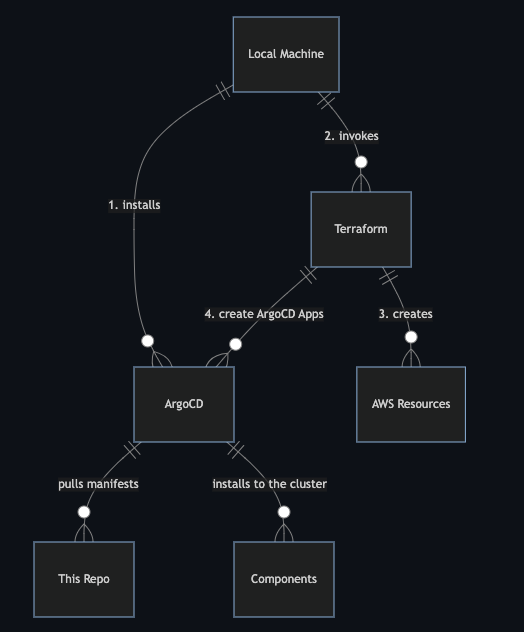 Local Machine
2. invokes
1. installs
Terraform
4. create ArgoCD Apps
3. creates
ArgoCD
AWS Resources
pulls manifests
installs to the cluster
This Repo
Components